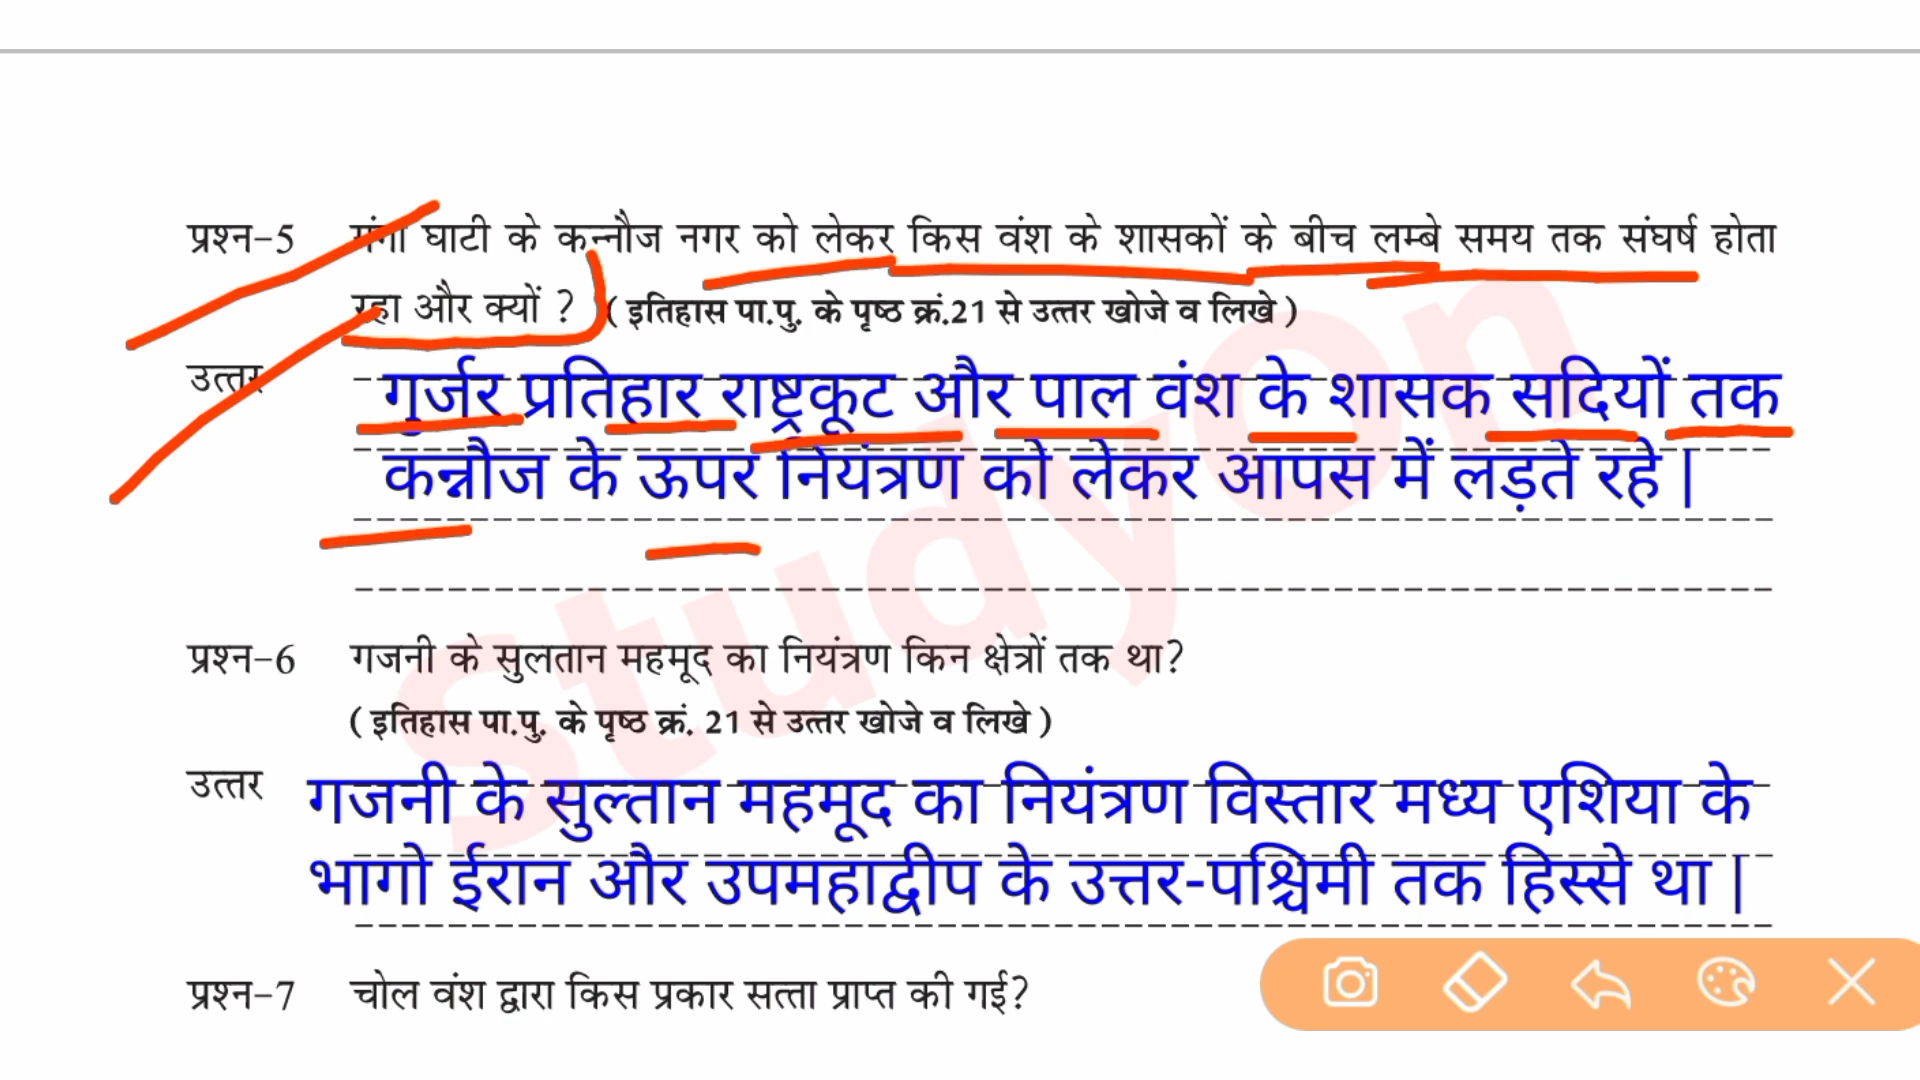 प्रश्न-5 गंगा घाटी के कन्नौज नगर को लेकर किस वंश के शासकों के बीच लम्बे समय तक संघर्ष होता
रहा और क्यों ? ( इतिहास पा.पु. के पृष्ठ क्रं.21 से उत्तर खोजे व लिखे )
उत्तर गुर्जर प्रतिहार राष्ट्रकूट और पाल वंश के शासक सदियों तक
कन्नौज के ऊपर नियंत्रण को लेकर आपस में लड़ते रहे |
प्रश्न-6 गजनी के सुलतान महमूद का नियंत्रण किन क्षेत्रों तक था?
( इतिहास पा.पु. के पृष्ठ क्रं. 21 से उत्तर खोजे व लिखे )
उत्तर गजनी के सुल्तान महमूद का नियंत्रण विस्तार मध्य एशिया के
भागो ईरान और उपमहाद्वीप के उत्तर-पश्चिमी तक हिस्से था |
प्रश्न-7 चोल वंश द्वारा किस प्रकार सत्ता प्राप्त की गई?
studyon